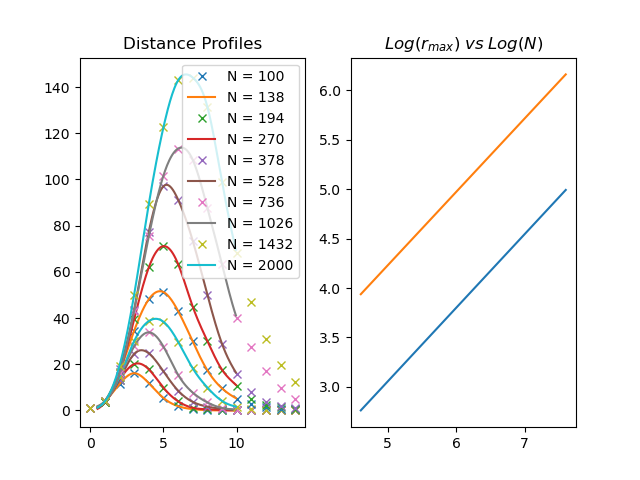 Distance Profiles
140
120
100
80
60
40
20
0
0
5
10
N = 100
N = 138
N = 194
N = 270
N = 378
N = 528
N = 736
N = 1026
N = 1432
N = 2000
Log(r_max) vs Log(N)
6.0
5.5
5.0
4.5
4.0
3.5
3.0
5
6
7